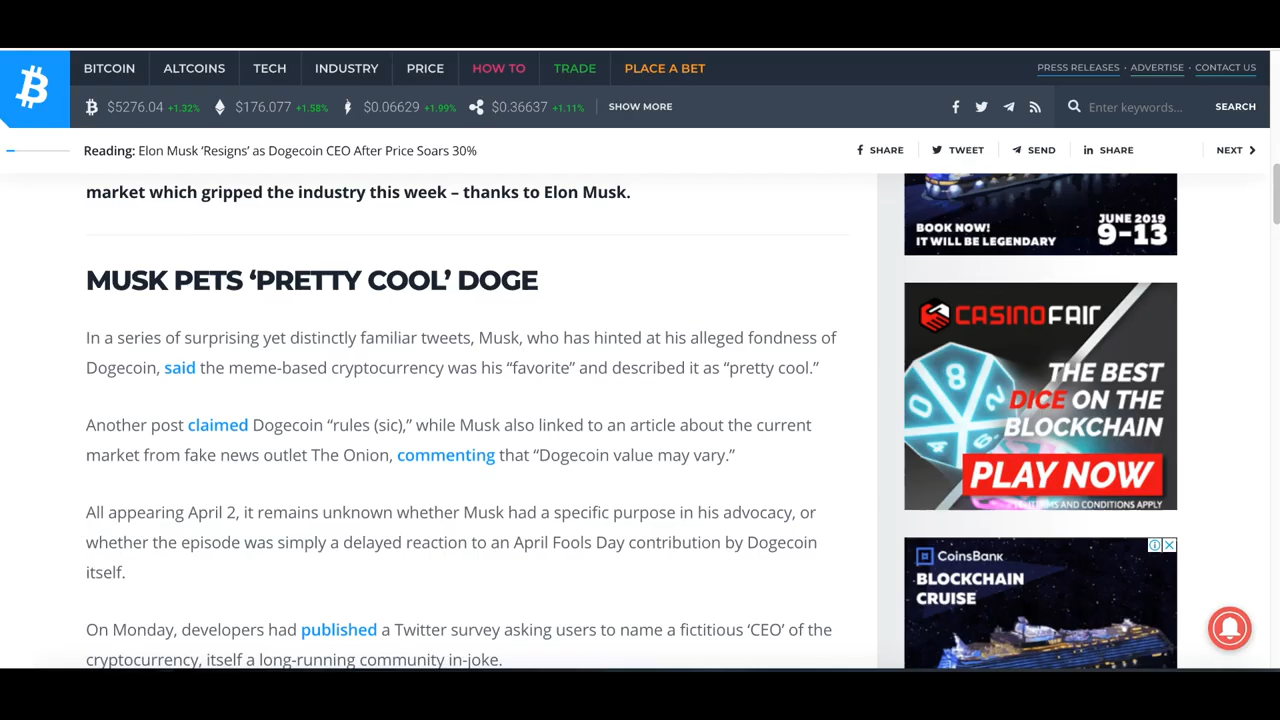 BITCOIN ALTCOINS TECH INDUSTRY PRICE HOW TO TRADE PLACE A BET PRESS RELEASES · ADVERTISE · CONTACT US
$5276.04 +1.32% $176.077 +1.58% $0.06629 +1.99% $0.36637 +1.11% SHOW MORE Enter keywords... SEARCH
Reading: Elon Musk ‘Resigns’ as Dogecoin CEO After Price Soars 30% SHARE TWEET SEND SHARE NEXT
market which gripped the industry this week – thanks to Elon Musk.
MUSK PETS ‘PRETTY COOL’ DOGE
In a series of surprising yet distinctly familiar tweets, Musk, who has hinted at his alleged fondness of
Dogecoin, said the meme-based cryptocurrency was his “favorite” and described it as “pretty cool.”
Another post claimed Dogecoin “rules (sic),” while Musk also linked to an article about the current
market from fake news outlet The Onion, commenting that “Dogecoin value may vary.”
All appearing April 2, it remains unknown whether Musk had a specific purpose in his advocacy, or
whether the episode was simply a delayed reaction to an April Fools Day contribution by Dogecoin
itself.
On Monday, developers had published a Twitter survey asking users to name a fictitious ‘CEO’ of the
cryptocurrency, itself a long-running community in-joke.
BOOK NOW!
IT WILL BE LEGENDARY
JUNE 2019
9–13
CASINOFAIR
THE BEST
DICE ON THE
BLOCKCHAIN
PLAY NOW
AND CONDITIONS APPLY
8
0
2
4
6
CoinsBank
BLOCKCHAIN
CRUISE